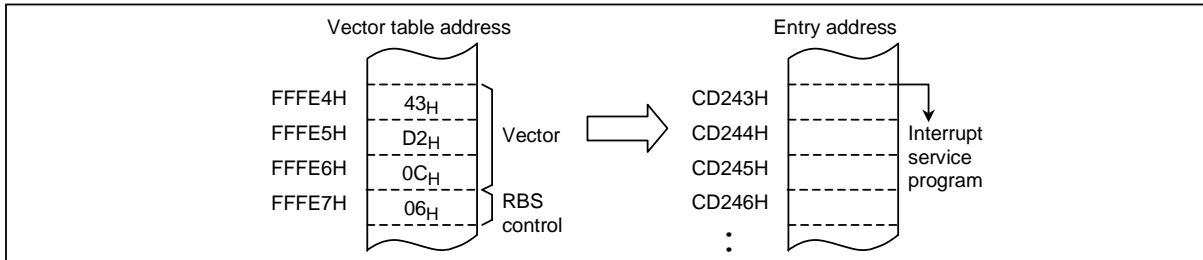 Vector table address
FFFE4H
43H
FFFE5H
D2H
FFFE6H
0CH
FFFE7H
06H
Vector
RBS
control
Entry address
CD243H
CD244H
CD245H
CD246H
Interrupt
service
program